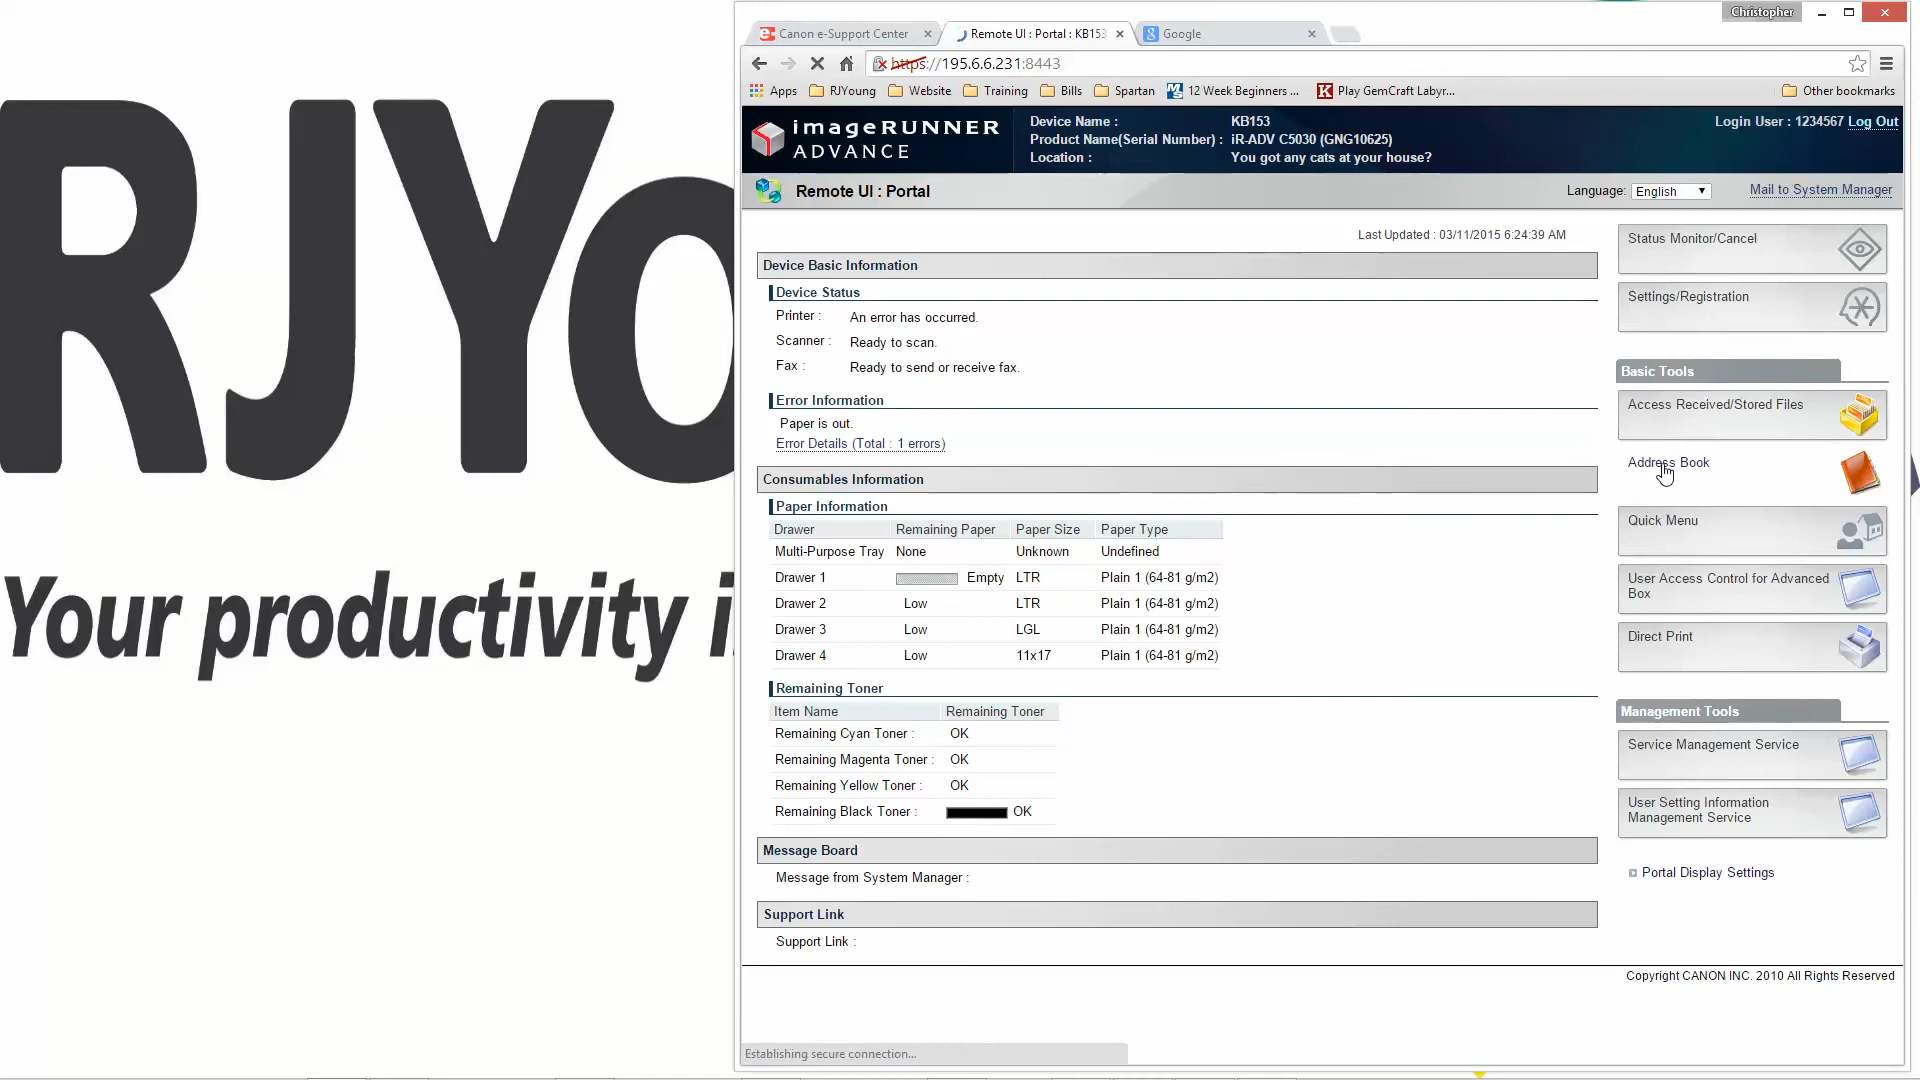 Christopher
Canon e-Support Center
Remote UI : Portal : KB153
Google
https://195.6.6.231:8443
Apps RJYoung Website Training Bills Spartan 12 Week Beginners ... Play GemCraft Labyr... Other bookmarks
imageRUNNER
ADVANCE
Device Name : KB153
Product Name(Serial Number) : iR-ADV C5030 (GNG10625)
Location : You got any cats at your house?
Login User : 1234567 Log Out
Remote UI : Portal
Language: English
Mail to System Manager
Last Updated : 03/11/2015 6:24:39 AM
Device Basic Information
Device Status
Printer : An error has occurred.
Scanner : Ready to scan.
Fax : Ready to send or receive fax.
Error Information
Paper is out.
Error Details (Total : 1 errors)
Consumables Information
Paper Information
Drawer Remaining Paper Paper Size Paper Type
Multi-Purpose Tray None Unknown Undefined
Drawer 1 Empty LTR Plain 1 (64-81 g/m2)
Drawer 2 Low LTR Plain 1 (64-81 g/m2)
Drawer 3 Low LGL Plain 1 (64-81 g/m2)
Drawer 4 Low 11x17 Plain 1 (64-81 g/m2)
Remaining Toner
Item Name Remaining Toner
Remaining Cyan Toner : OK
Remaining Magenta Toner : OK
Remaining Yellow Toner : OK
Remaining Black Toner : OK
Message Board
Message from System Manager :
Support Link
Support Link :
Status Monitor/Cancel
Settings/Registration
Basic Tools
Access Received/Stored Files
Address Book
Quick Menu
User Access Control for Advanced
Box
Direct Print
Management Tools
Service Management Service
User Setting Information
Management Service
Portal Display Settings
Copyright CANON INC. 2010 All Rights Reserved
Establishing secure connection...
RJYo
Your productivity i